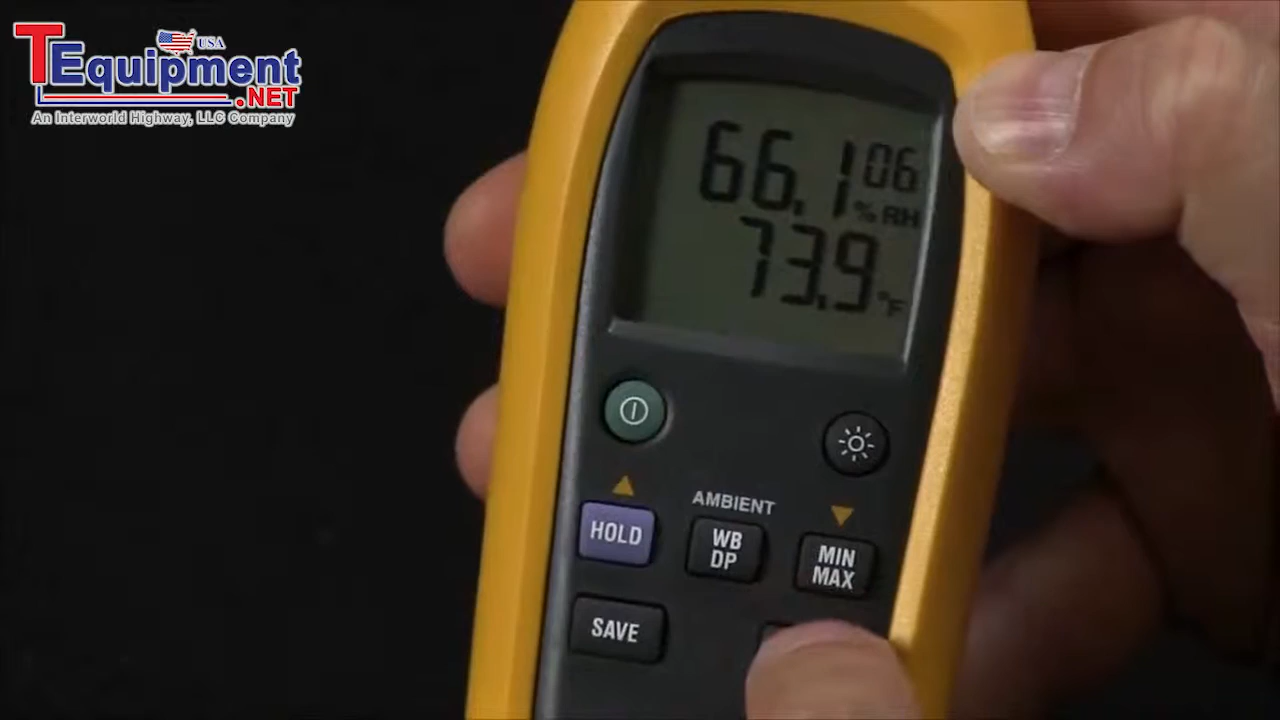 TEquipment
USA
.NET
An Interworld Highway, LLC Company
66.1 06
% RH
73.9 °F
AMBIENT
HOLD
WB
DP
MIN
MAX
SAVE